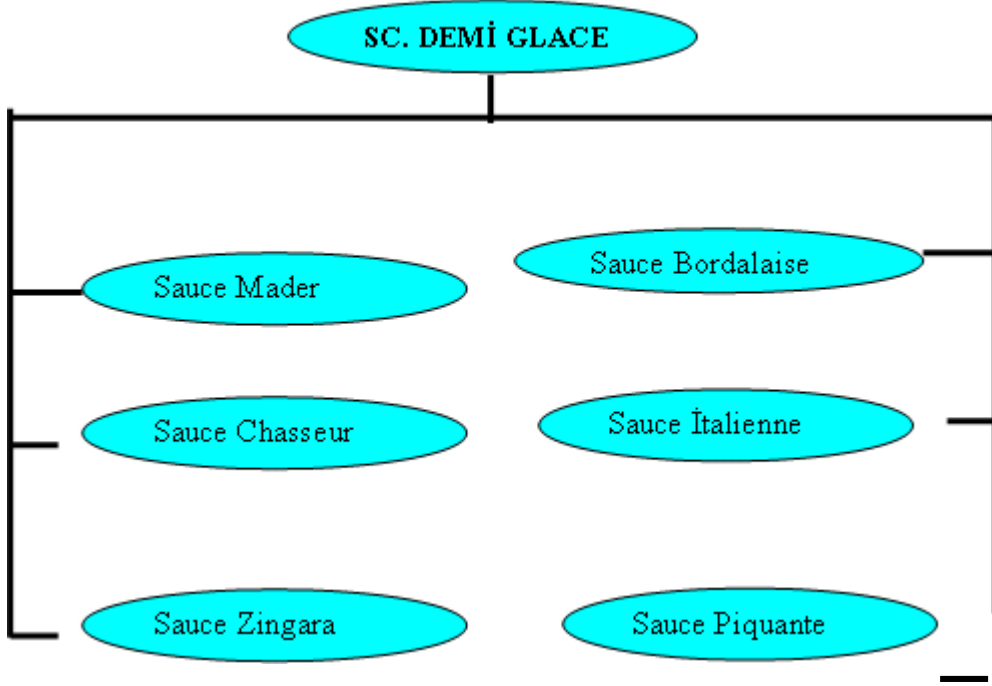 SC. DEMİ GLACE
Sauce Mader
Sauce Bordalaise
Sauce Chasseur
Sauce İtalienne
Sauce Zingara
Sauce Piquante